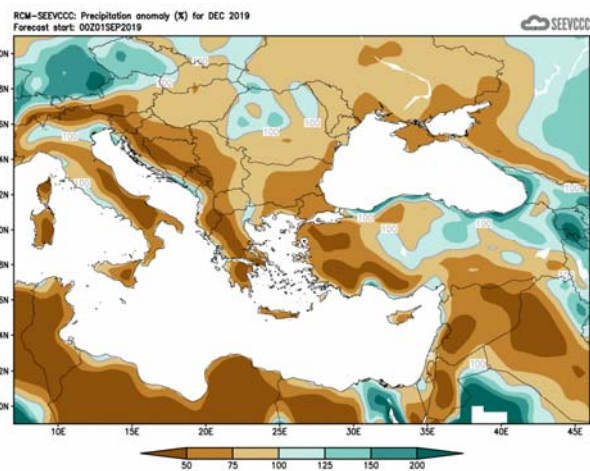 RCM-SEEVCCC: Precipitation anomaly (%) for DEC 2019
Forecast start: 00Z01SEP2019
SEEVCCC
100
100
100
100
100
100
100
100
100
10E
15E
20E
25E
30E
35E
40E
45E
50
75
100
125
150
200